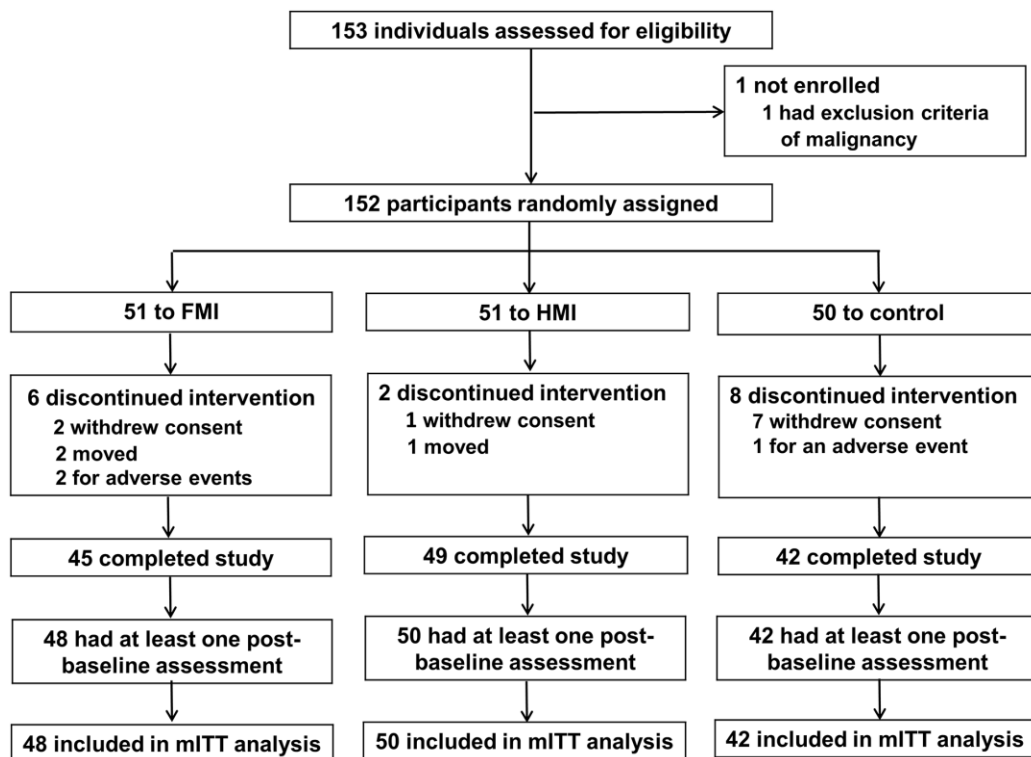 153 individuals assessed for eligibility
1 not enrolled
1 had exclusion criteria
of malignancy
152 participants randomly assigned
51 to FMI
6 discontinued intervention
2 withdrew consent
2 moved
2 for adverse events
45 completed study
48 had at least one post-
baseline assessment
48 included in mITT analysis
51 to HMI
2 discontinued intervention
1 withdrew consent
1 moved
49 completed study
50 had at least one post-
baseline assessment
50 included in mITT analysis
50 to control
8 discontinued intervention
7 withdrew consent
1 for an adverse event
42 completed study
42 had at least one post-
baseline assessment
42 included in mITT analysis